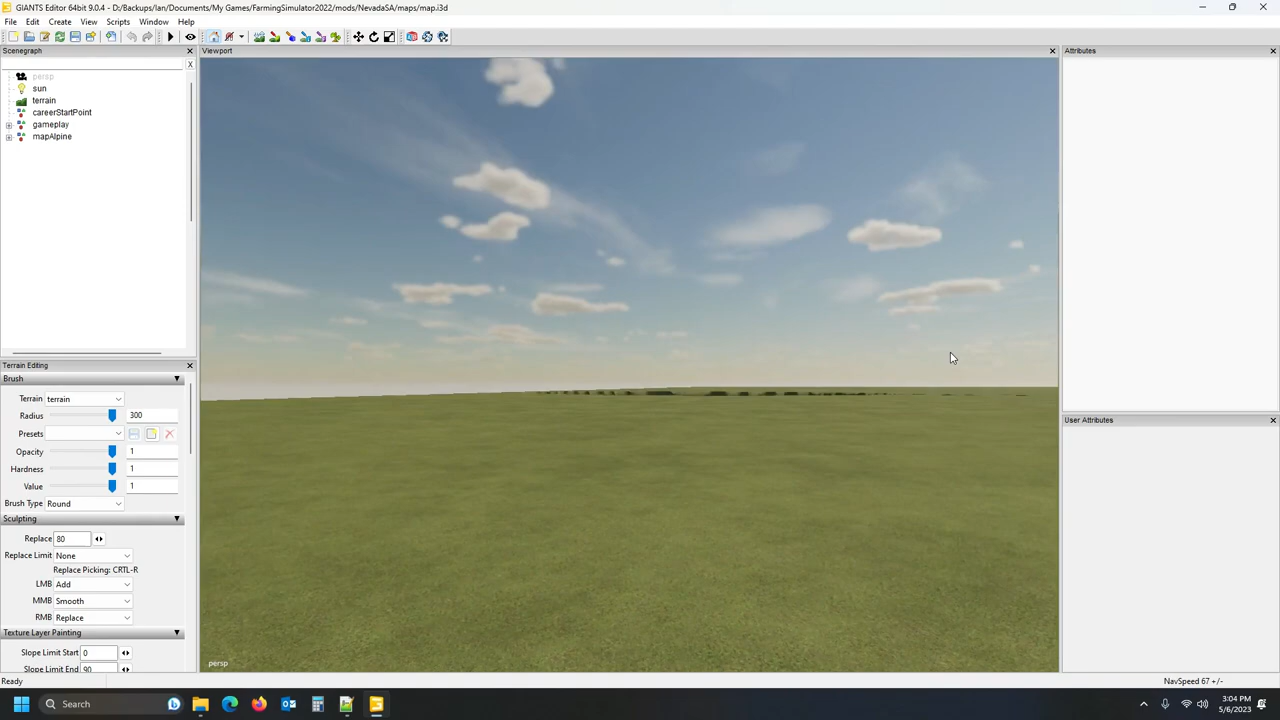 GIANTS Editor 64bit 9.0.4 - D:/Backups/Ian/Documents/My Games/FarmingSimulator2022/mods/NevadaSA/maps/map.i3d
File Edit Create View Scripts Window Help
Scenegraph
X
persp
sun
terrain
careerStartPoint
gameplay
mapAlpine
Viewport
persp
Attributes
User Attributes
Terrain Editing
Brush
Terrain terrain
Radius 300
Presets
Opacity 1
Hardness 1
Value 1
Brush Type Round
Sculpting
Replace 80
Replace Limit None
Replace Picking: CRTL-R
LMB Add
MMB Smooth
RMB Replace
Texture Layer Painting
Slope Limit Start 0
Slope Limit End 90
Ready
NavSpeed 67 +/-
Search
3:04 PM
5/6/2023